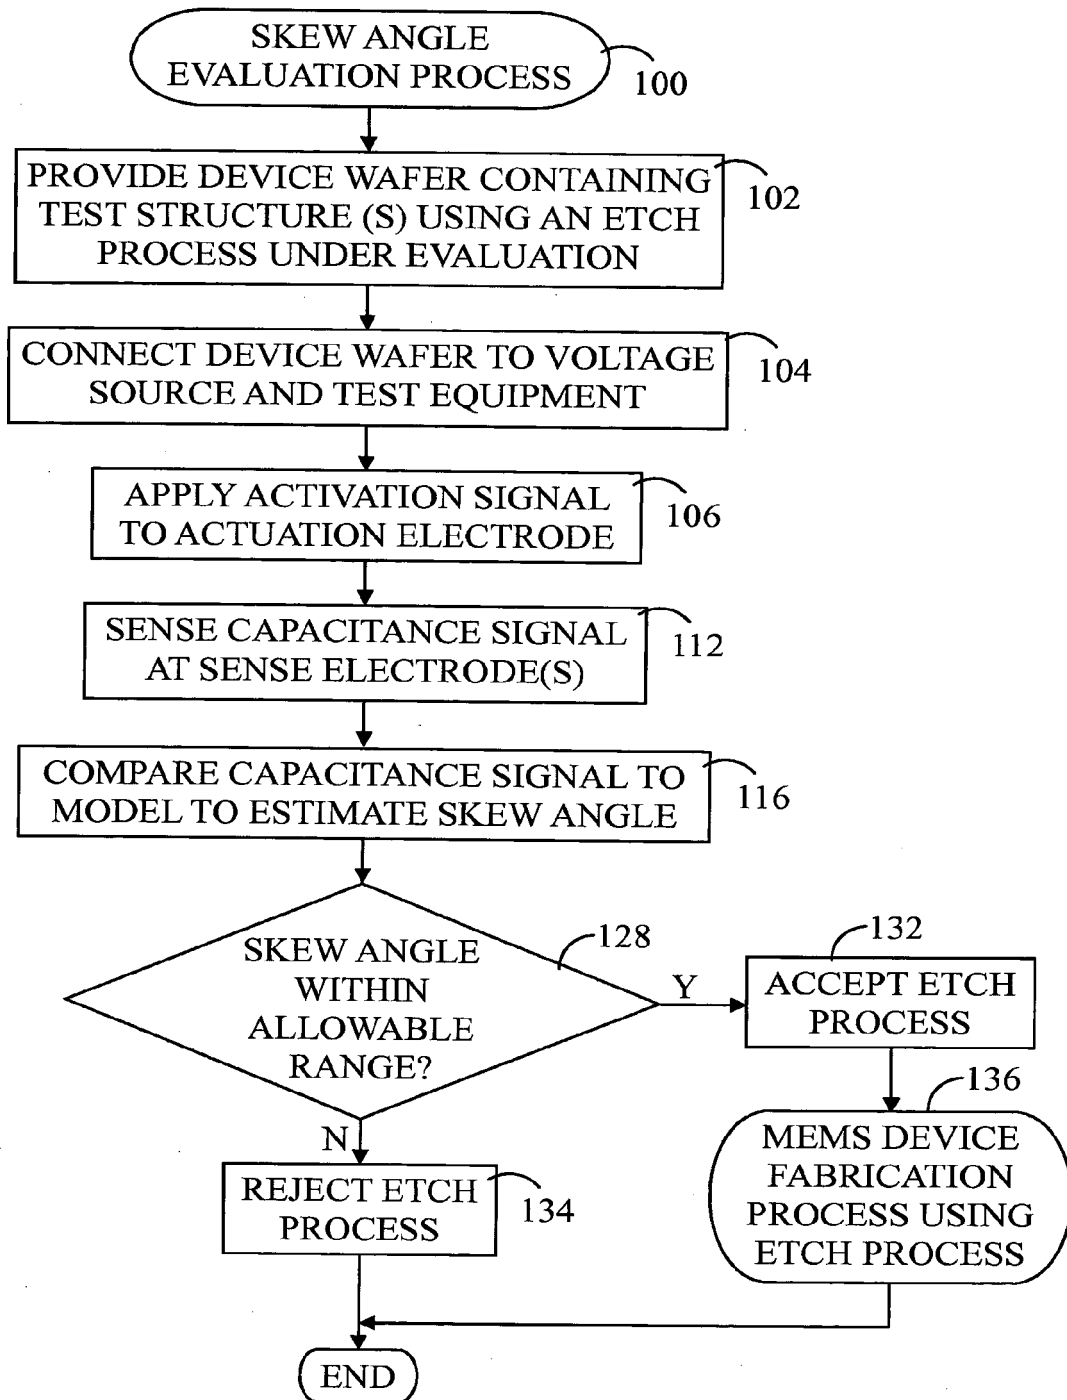 SKEW ANGLE
EVALUATION PROCESS
100
PROVIDE DEVICE WAFER CONTAINING
TEST STRUCTURE (S) USING AN ETCH
PROCESS UNDER EVALUATION
102
CONNECT DEVICE WAFER TO VOLTAGE
SOURCE AND TEST EQUIPMENT
104
APPLY ACTIVATION SIGNAL
TO ACTUATION ELECTRODE
106
SENSE CAPACITANCE SIGNAL
AT SENSE ELECTRODE(S)
112
COMPARE CAPACITANCE SIGNAL TO
MODEL TO ESTIMATE SKEW ANGLE
116
SKEW ANGLE
WITHIN
ALLOWABLE
RANGE?
128
Y
N
ACCEPT ETCH
PROCESS
132
MEMS DEVICE
FABRICATION
PROCESS USING
ETCH PROCESS
136
REJECT ETCH
PROCESS
134
END